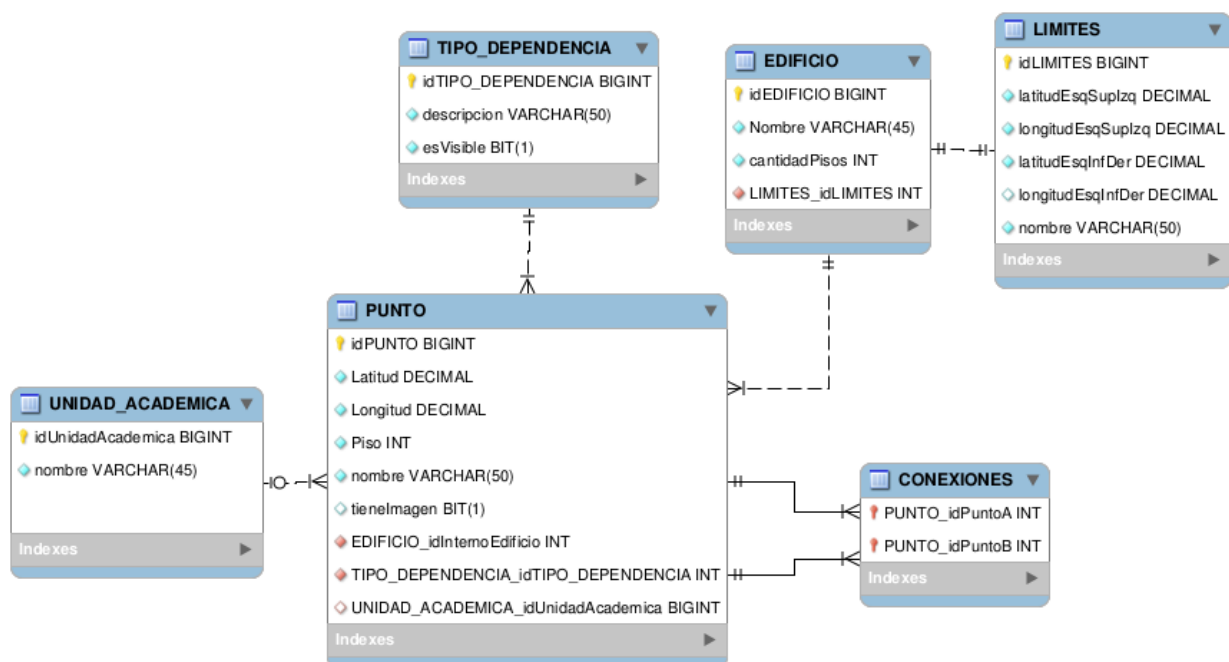 TIPO_DEPENDENCIA
idTIPO_DEPENDENCIA BIGINT
descripcion VARCHAR(50)
esVisible BIT(1)
Indexes
EDIFICIO
idEDIFICIO BIGINT
Nombre VARCHAR(45)
cantidadPisos INT
LIMITES_idLIMITES INT
Indexes
LIMITES
idLIMITES BIGINT
latitudEsqSupIzq DECIMAL
longitudEsqSupIzq DECIMAL
latitudEsqInfDer DECIMAL
longitudEsqInfDer DECIMAL
nombre VARCHAR(50)
Indexes
UNIDAD_ACADEMICA
idUnidadAcademica BIGINT
nombre VARCHAR(45)
Indexes
PUNTO
idPUNTO BIGINT
Latitud DECIMAL
Longitud DECIMAL
Piso INT
nombre VARCHAR(50)
tieneImagen BIT(1)
EDIFICIO_idInternoEdificio INT
TIPO_DEPENDENCIA_idTIPO_DEPENDENCIA INT
UNIDAD_ACADEMICA_idUnidadAcademica BIGINT
Indexes
CONEXIONES
PUNTO_idPuntoA INT
PUNTO_idPuntoB INT
Indexes